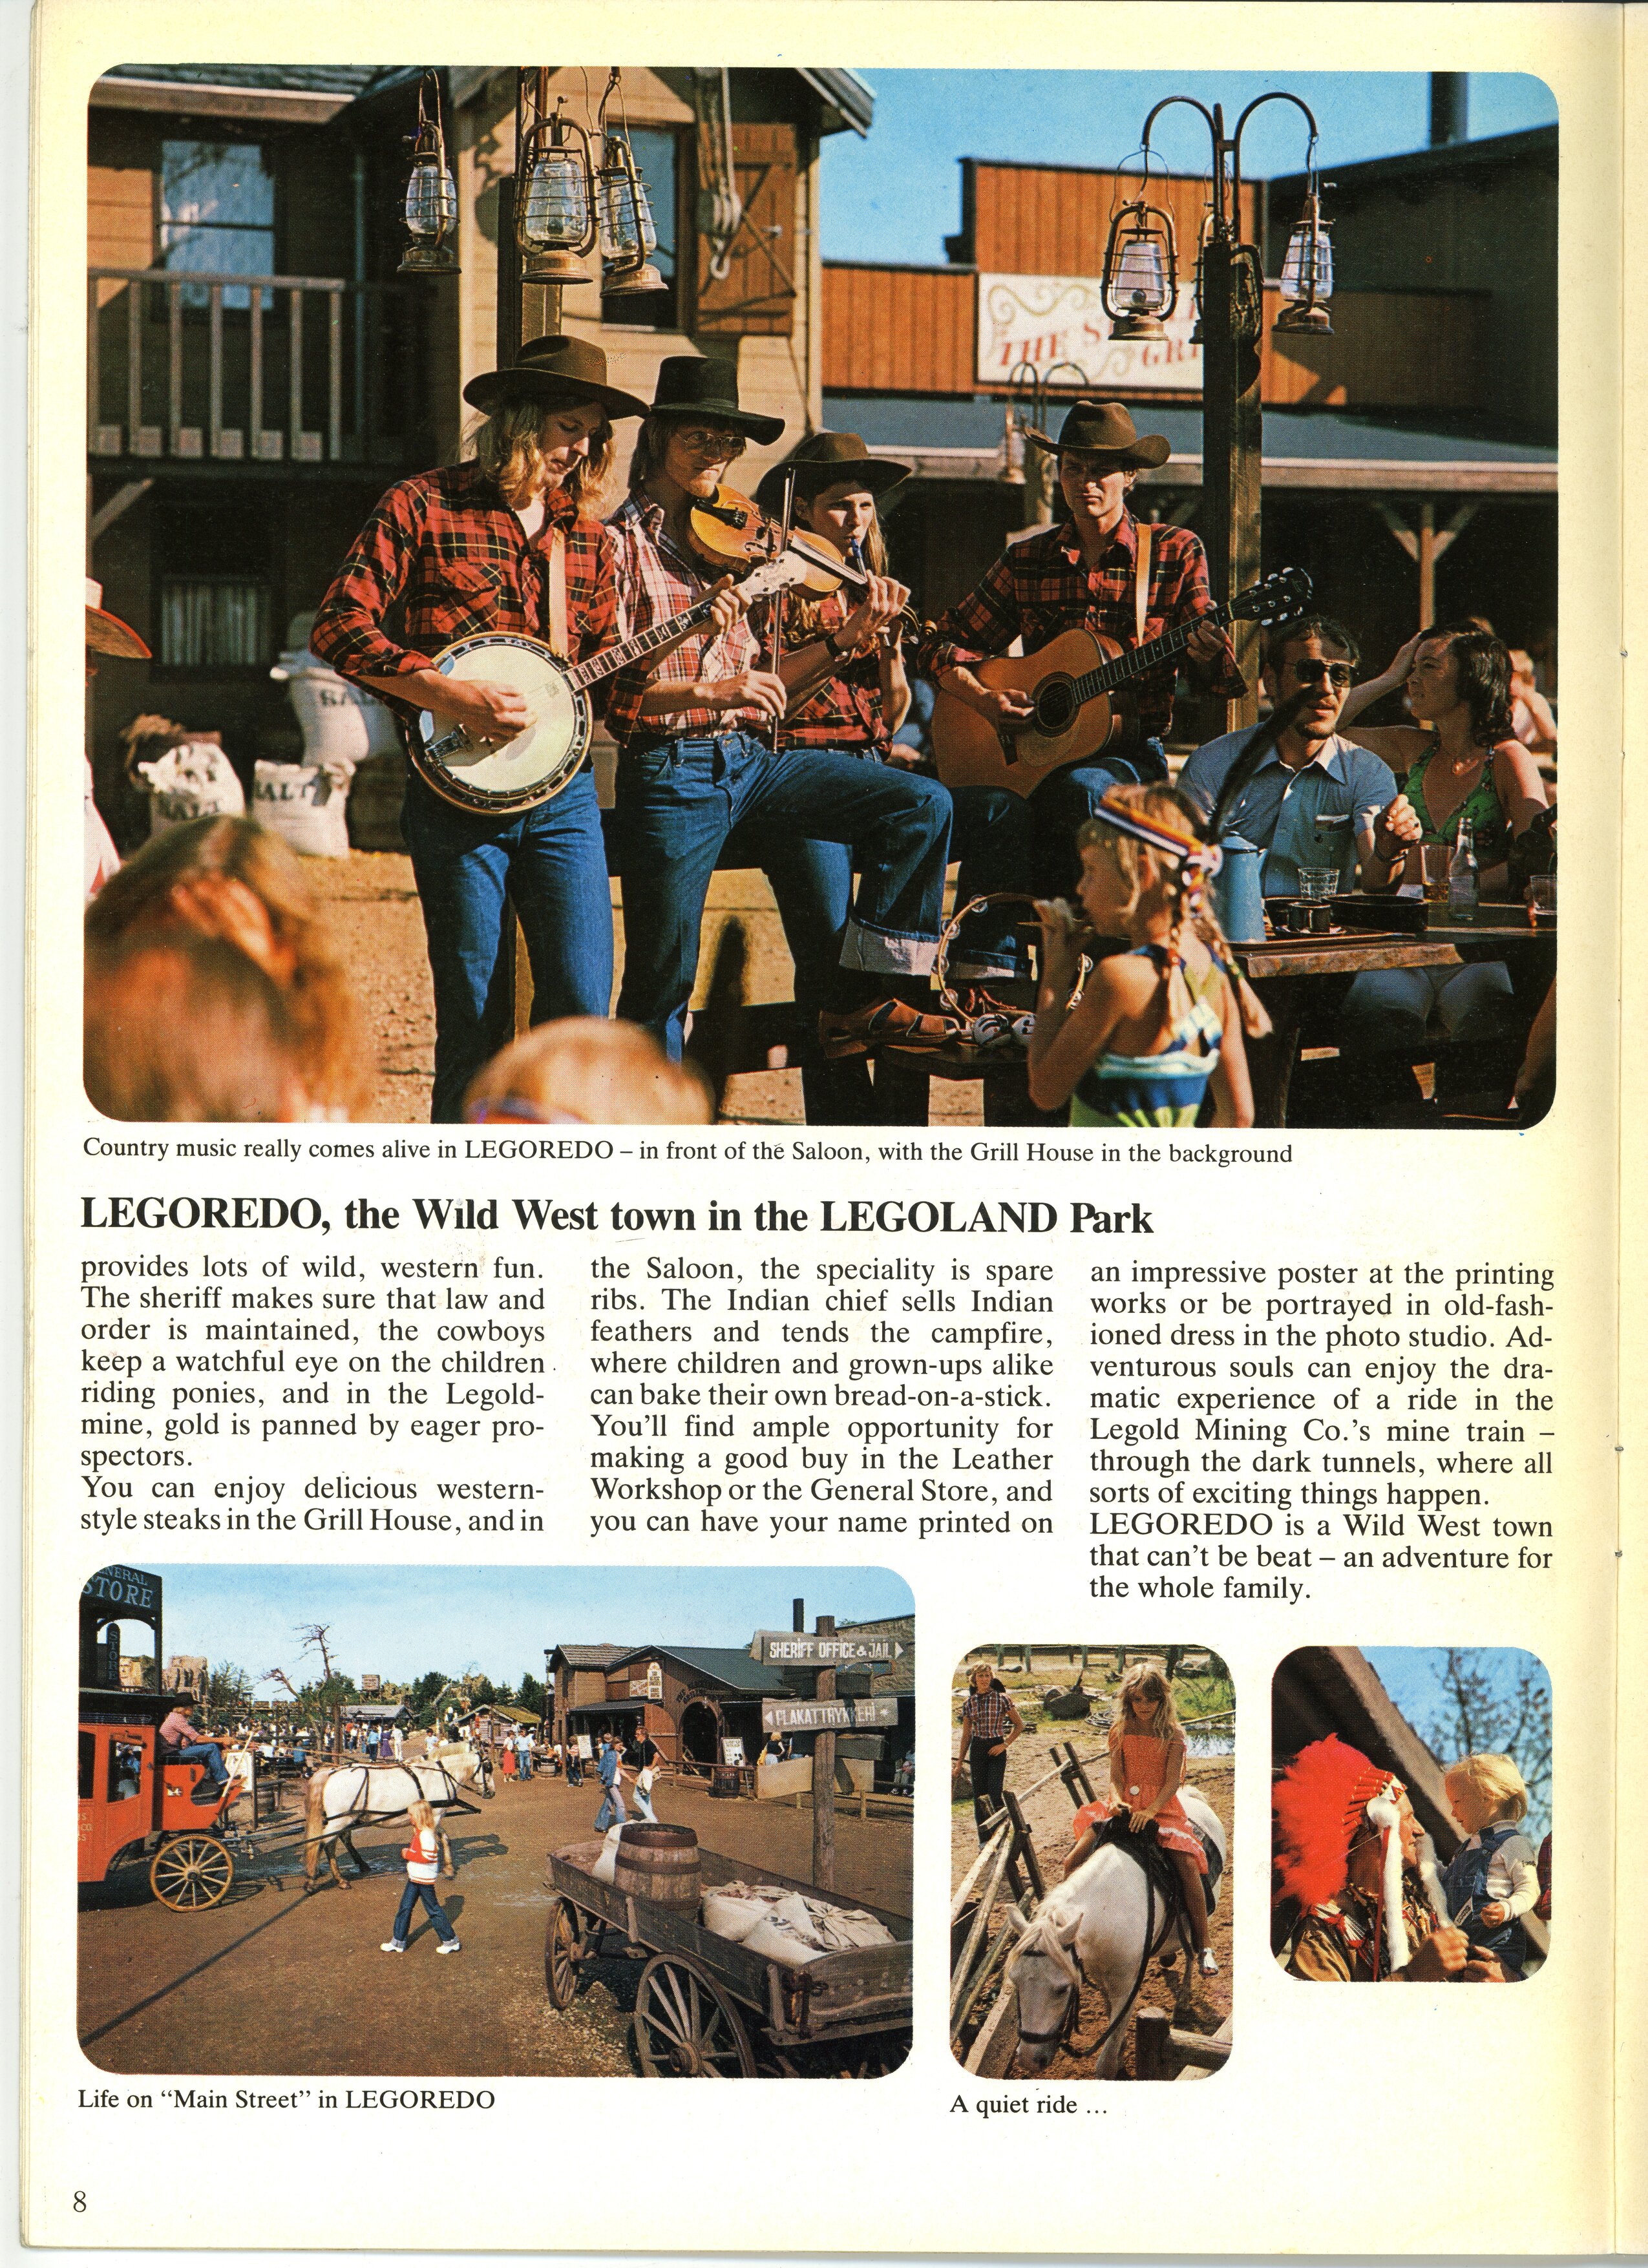 THE S
GRI
SALT
SALT
Country music really comes alive in LEGOREDO – in front of the Saloon, with the Grill House in the background
LEGOREDO, the Wild West town in the LEGOLAND Park
provides lots of wild, western fun.
The sheriff makes sure that law and
order is maintained, the cowboys
keep a watchful eye on the children
riding ponies, and in the Legold-
mine, gold is panned by eager pro-
spectors.
You can enjoy delicious western-
style steaks in the Grill House, and in
the Saloon, the speciality is spare
ribs. The Indian chief sells Indian
feathers and tends the campfire,
where children and grown-ups alike
can bake their own bread-on-a-stick.
You'll find ample opportunity for
making a good buy in the Leather
Workshop or the General Store, and
you can have your name printed on
an impressive poster at the printing
works or be portrayed in old-fash-
ioned dress in the photo studio. Ad-
venturous souls can enjoy the dra-
matic experience of a ride in the
Legold Mining Co.'s mine train –
through the dark tunnels, where all
sorts of exciting things happen.
LEGOREDO is a Wild West town
that can't be beat – an adventure for
the whole family.
GENERAL
STORE
STORE
SHERIFF OFFICE & JAIL
PLAKATTRYKKERI
Life on "Main Street" in LEGOREDO
A quiet ride ...
8